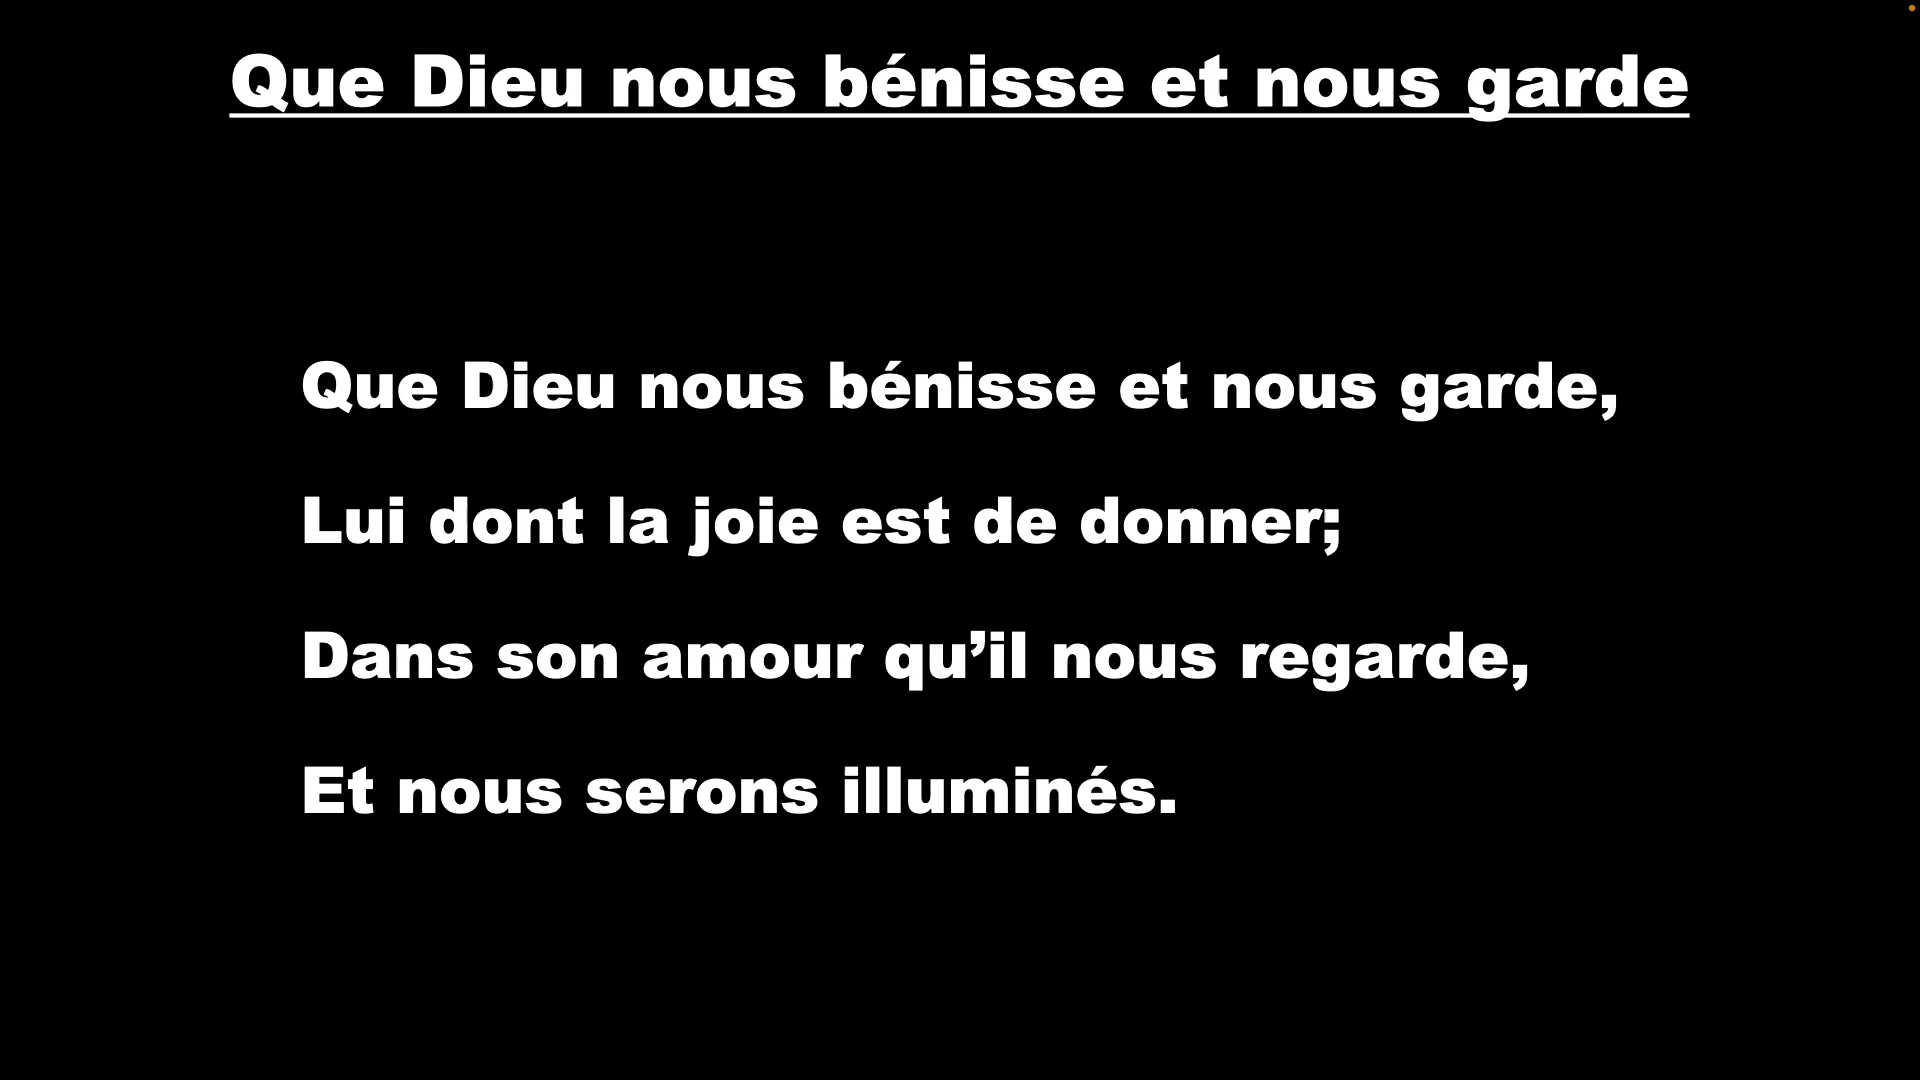 Que Dieu nous bénisse et nous garde
Que Dieu nous bénisse et nous garde,
Lui dont la joie est de donner;
Dans son amour qu’il nous regarde,
Et nous serons illuminés.